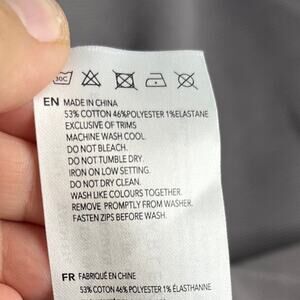 30C
EN MADE IN CHINA
53% COTTON 46%POLYESTER 1%ELASTANE
EXCLUSIVE OF TRIMS
MACHINE WASH COOL.
DO NOT BLEACH.
DO NOT TUMBLE DRY.
IRON ON LOW SETTING.
DO NOT DRY CLEAN.
WASH LIKE COLOURS TOGETHER.
REMOVE PROMPTLY FROM WASHER.
FASTEN ZIPS BEFORE WASH.
FR FABRIQUÉ EN CHINE
53% COTON 46% POLYESTER 1% ÉLASTHANNE